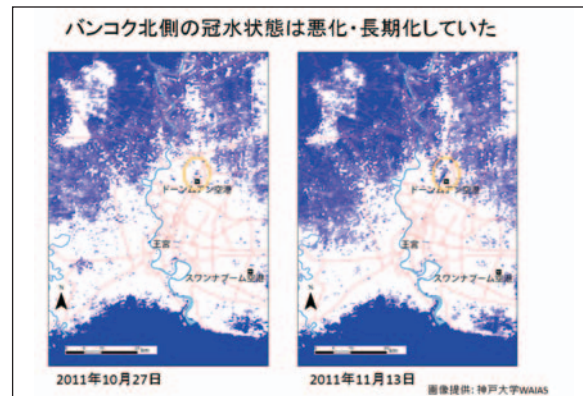 バンコク北側の冠水状態は悪化・長期化していた
ドーンムアン空港
王宮
スワンナプーム空港
N
km
2011年10月27日
ドーンムアン空港
王宮
スワンナプーム空港
N
km
2011年11月13日
画像提供: 神戸大学WAIAS